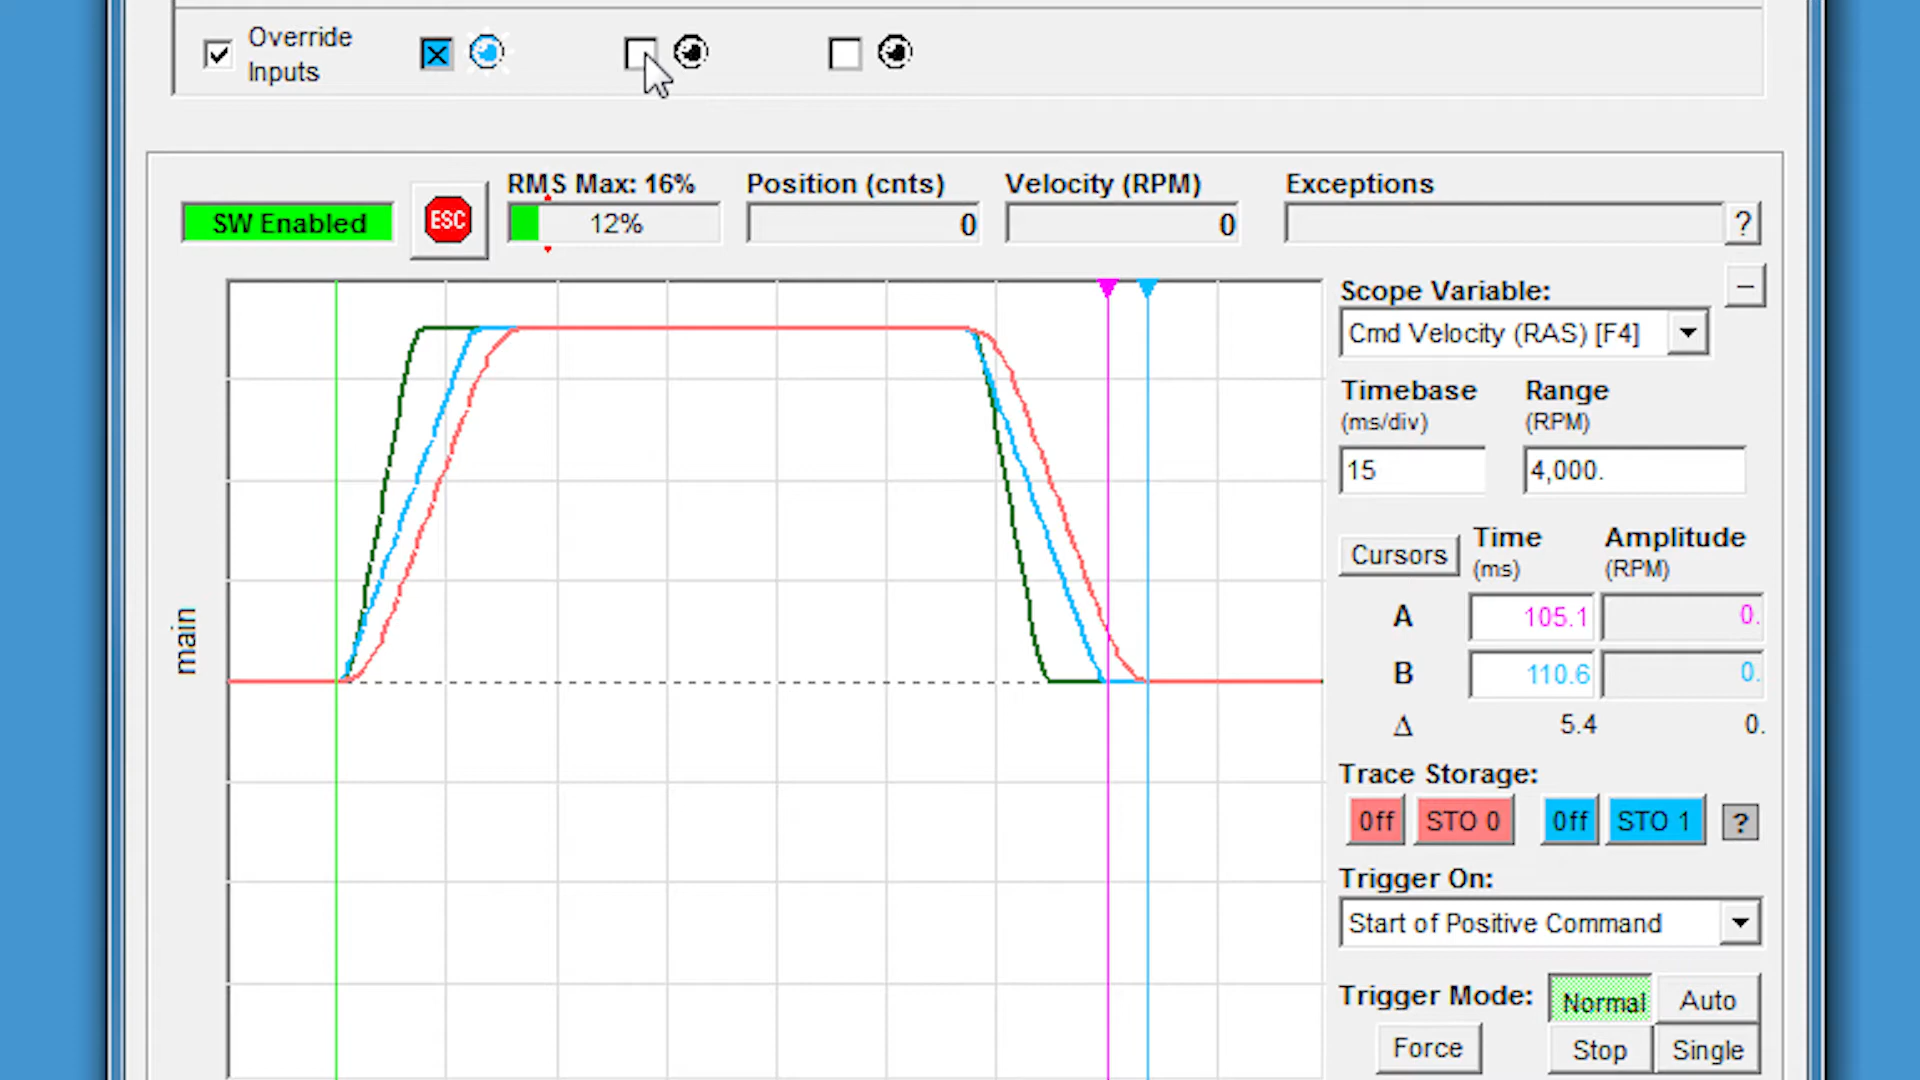 Override
Inputs
RMS Max: 16%
Position (cnts)
Velocity (RPM)
Exceptions
SW Enabled
ESC
12%
0
0
?
Scope Variable:
–
Cmd Velocity (RAS) [F4]
Timebase
Range
(ms/div)
(RPM)
15
4,000.
Cursors
Time
Amplitude
(ms)
(RPM)
main
A
105.1
0.
B
110.6
0.
Δ
5.4
0.
Trace Storage:
Off
STO 0
Off
STO 1
?
Trigger On:
Start of Positive Command
Trigger Mode:
Normal
Auto
Force
Stop
Single